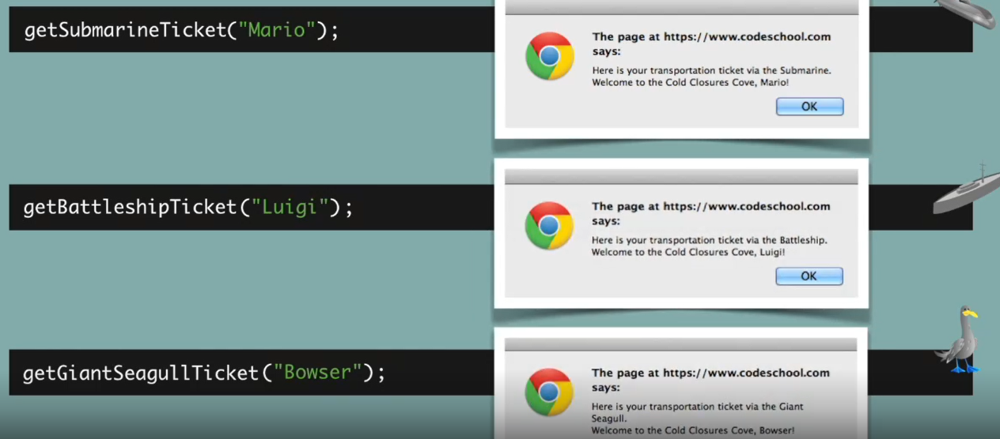 getSubmarineTicket("Mario");
The page at https://www.codeschool.com
says:
Here is your transportation ticket via the Submarine.
Welcome to the Cold Closures Cove, Mario!
OK
getBattleshipTicket("Luigi");
The page at https://www.codeschool.com
says:
Here is your transportation ticket via the Battleship.
Welcome to the Cold Closures Cove, Luigi!
OK
getGiantSeagullTicket("Bowser");
The page at https://www.codeschool.com
says:
Here is your transportation ticket via the Giant
Seagull.
Welcome to the Cold Closures Cove, Bowser!